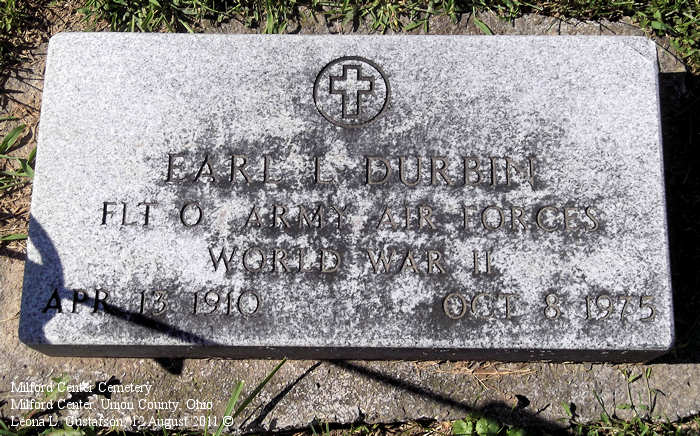 EARL L DURBIN
FLT O ARMY AIR FORCES
WORLD WAR II
APR 13 1910 OCT 8 1975
Milford Center Cemetery
Milford Center, Union County, Ohio
Leona L. Gustafson, 12 August 2011 ©